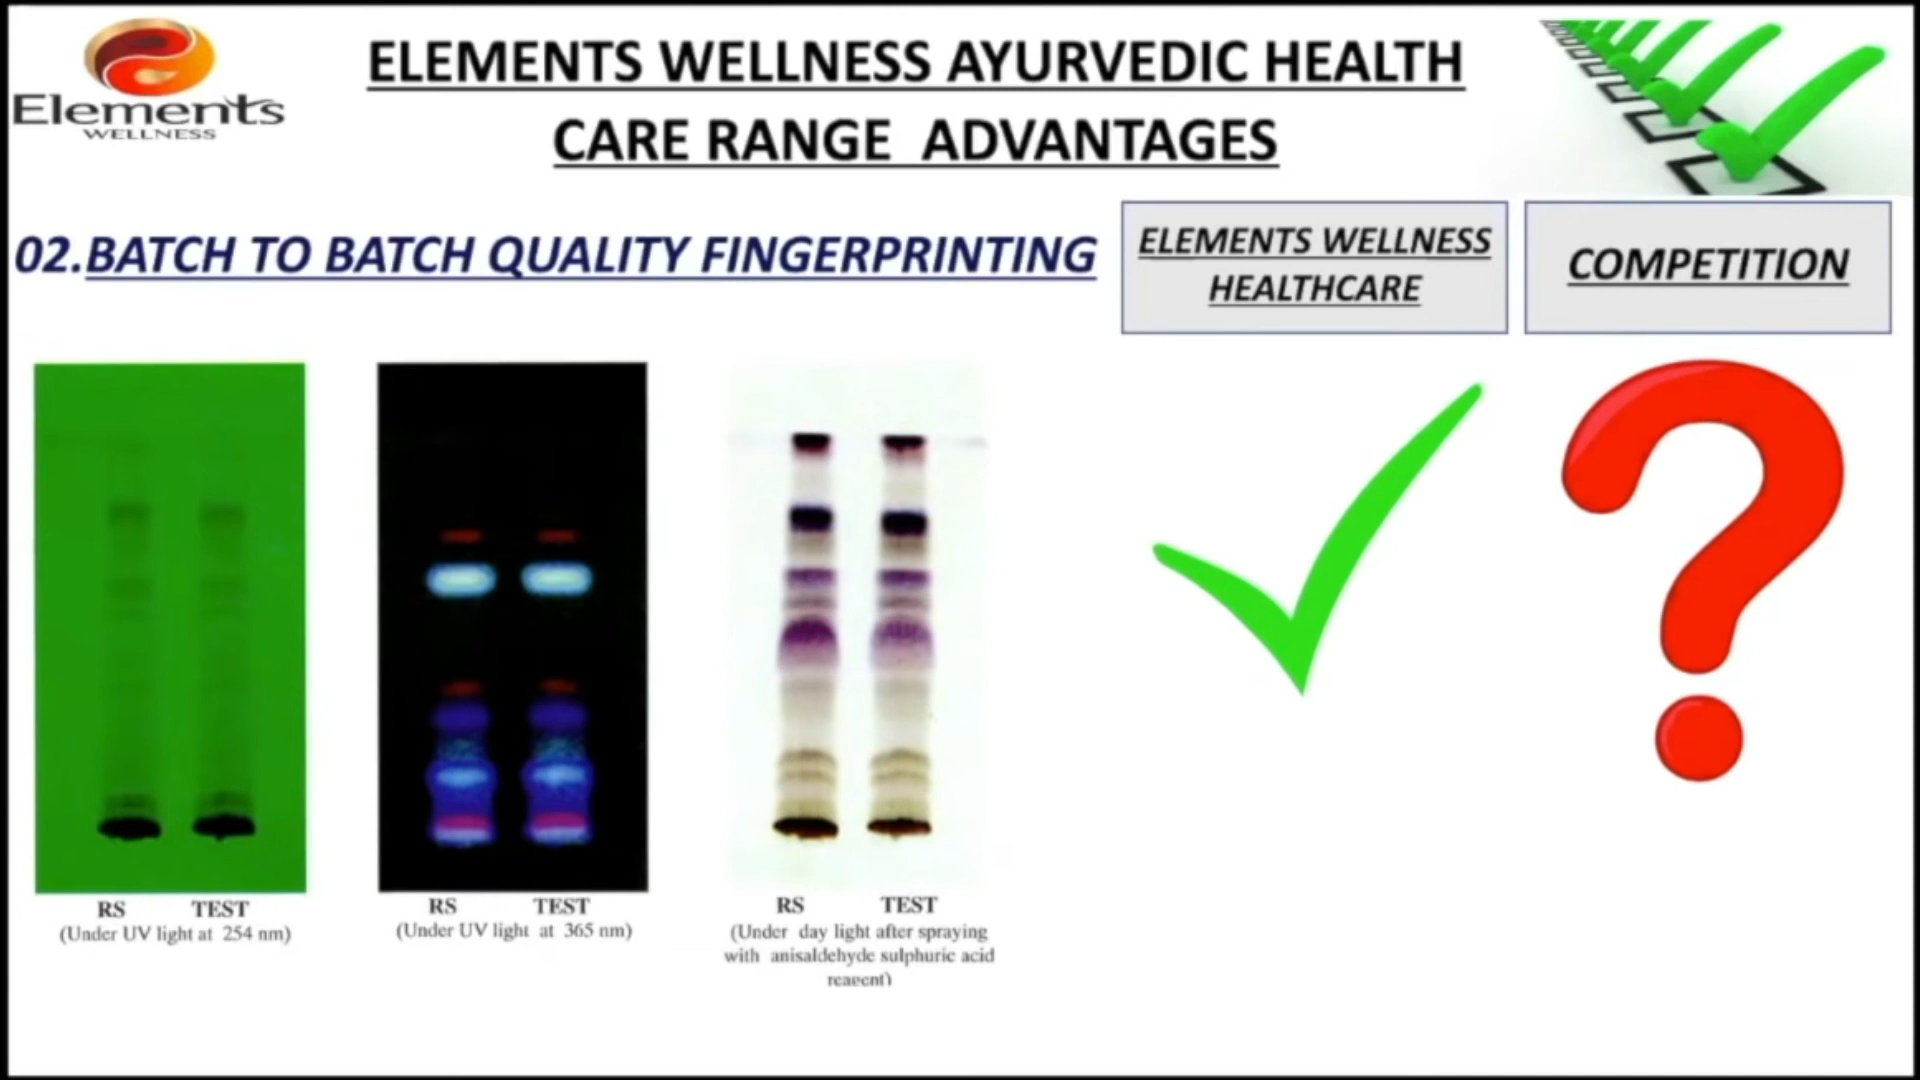 Elements
WELLNESS
ELEMENTS WELLNESS AYURVEDIC HEALTH
CARE RANGE ADVANTAGES
02.BATCH TO BATCH QUALITY FINGERPRINTING
ELEMENTS WELLNESS
HEALTHCARE
COMPETITION
RS TEST
(Under UV light at 254 nm)
RS TEST
(Under UV light at 365 nm)
RS TEST
(Under day light after spraying
with anisaldehyde sulphuric acid
reagent)